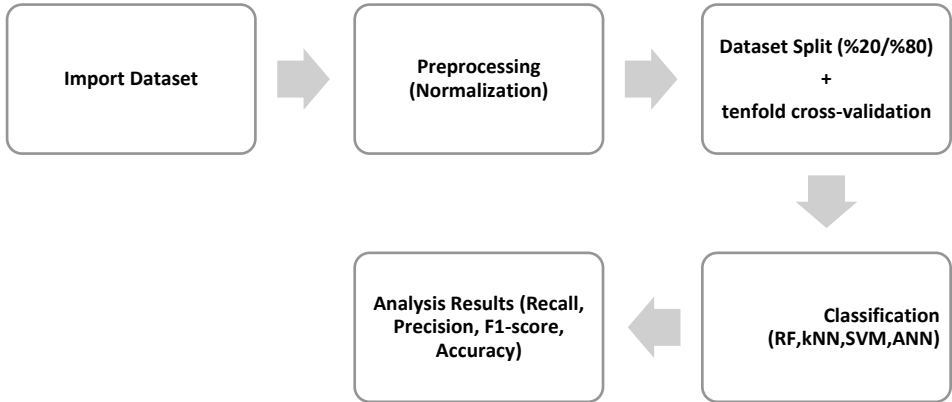 Import Dataset
Preprocessing
(Normalization)
Dataset Split (%20/%80)
+
tenfold cross-validation
Classification
(RF,kNN,SVM,ANN)
Analysis Results (Recall,
Precision, F1-score,
Accuracy)